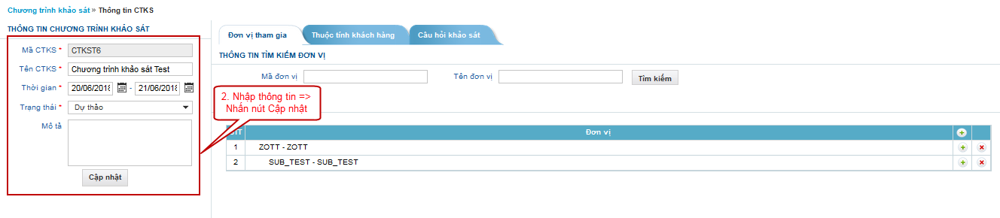 Chương trình khảo sát » Thông tin CTKS
THÔNG TIN CHƯƠNG TRÌNH KHẢO SÁT
Mã CTKS * CTKST6
Tên CTKS * Chương trình khảo sát Test
Thời gian * 20/06/2018 - 21/06/2018
Trạng thái * Dự thảo
Mô tả
Cập nhật
2. Nhập thông tin =>
Nhấn nút Cập nhật
Đơn vị tham gia Thuộc tính khách hàng Câu hỏi khảo sát
THÔNG TIN TÌM KIẾM ĐƠN VỊ
Mã đơn vị Tên đơn vị Tìm kiếm
Đơn vị
1 ZOTT - ZOTT
2 SUB_TEST - SUB_TEST